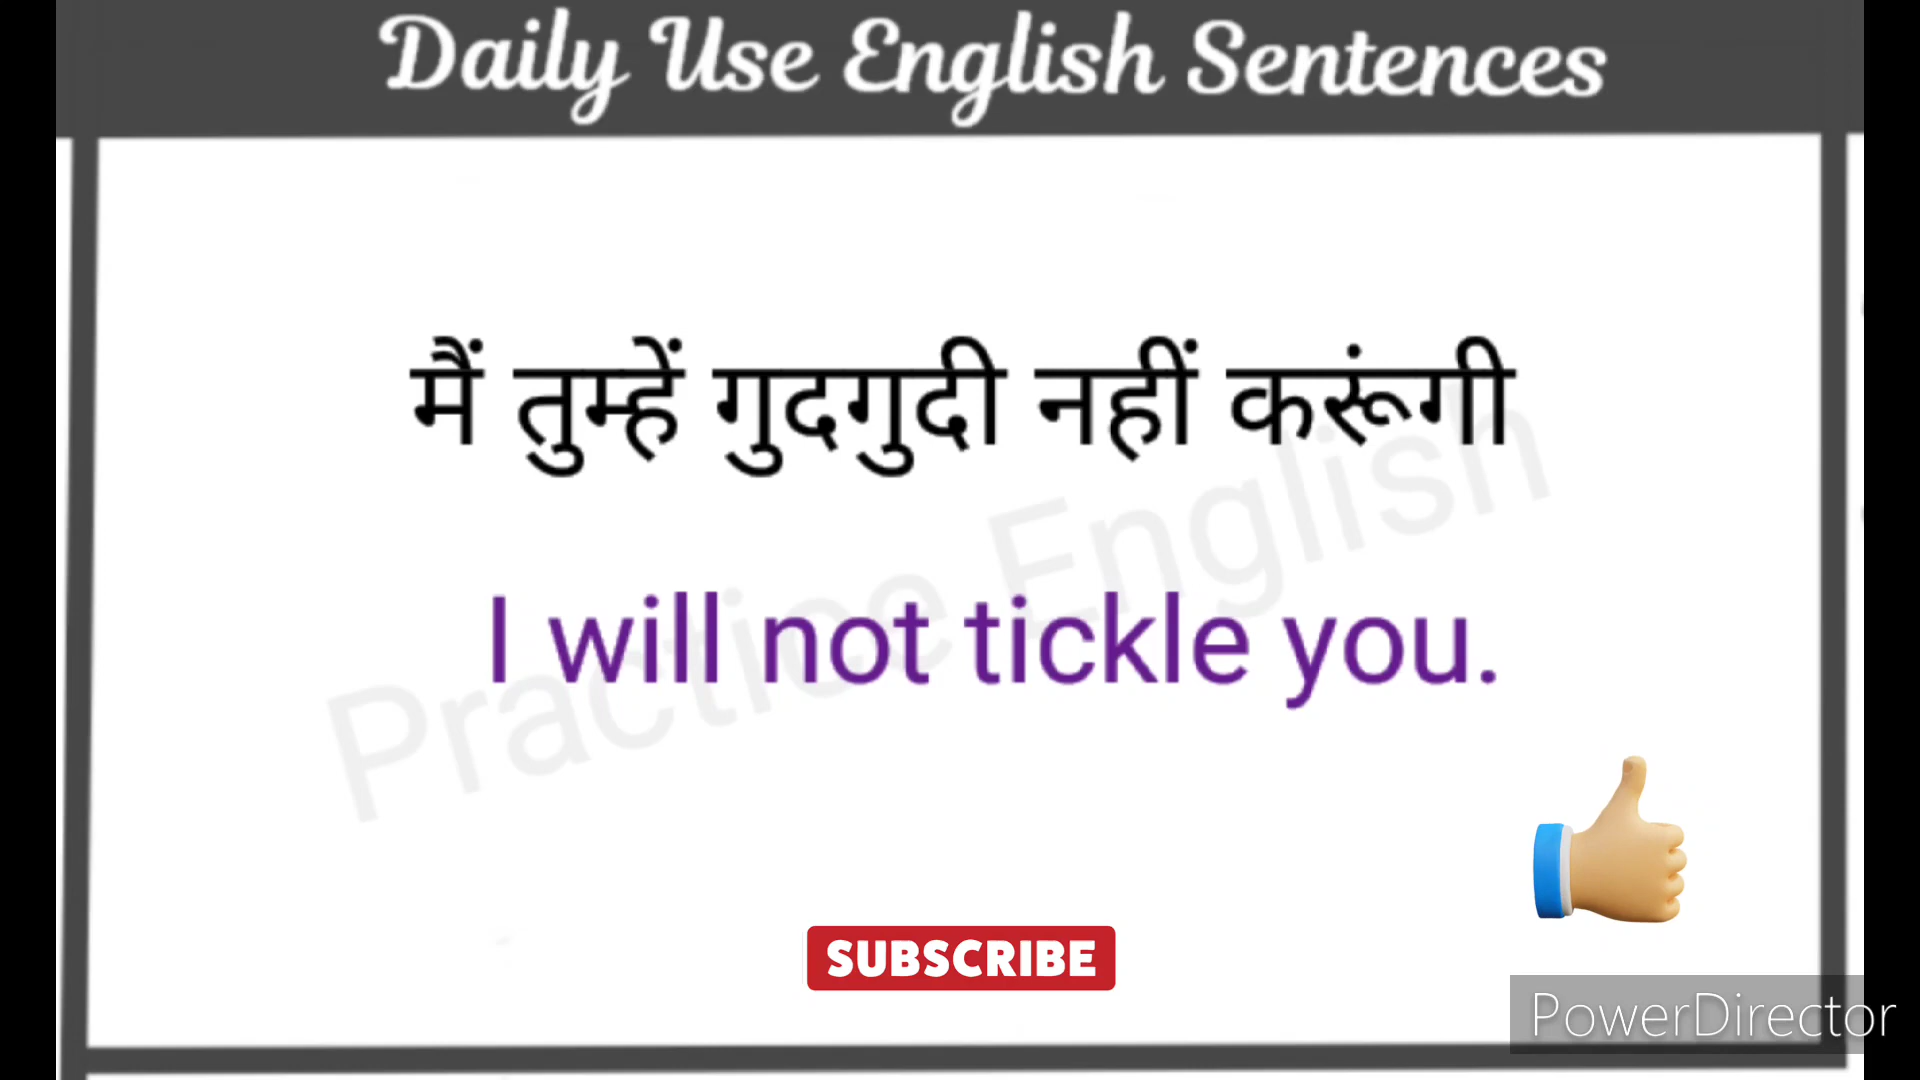 Daily Use English Sentences
मैं तुम्हें गुदगुदी नहीं करूंगी
Practice English
I will not tickle you.
SUBSCRIBE
PowerDirector